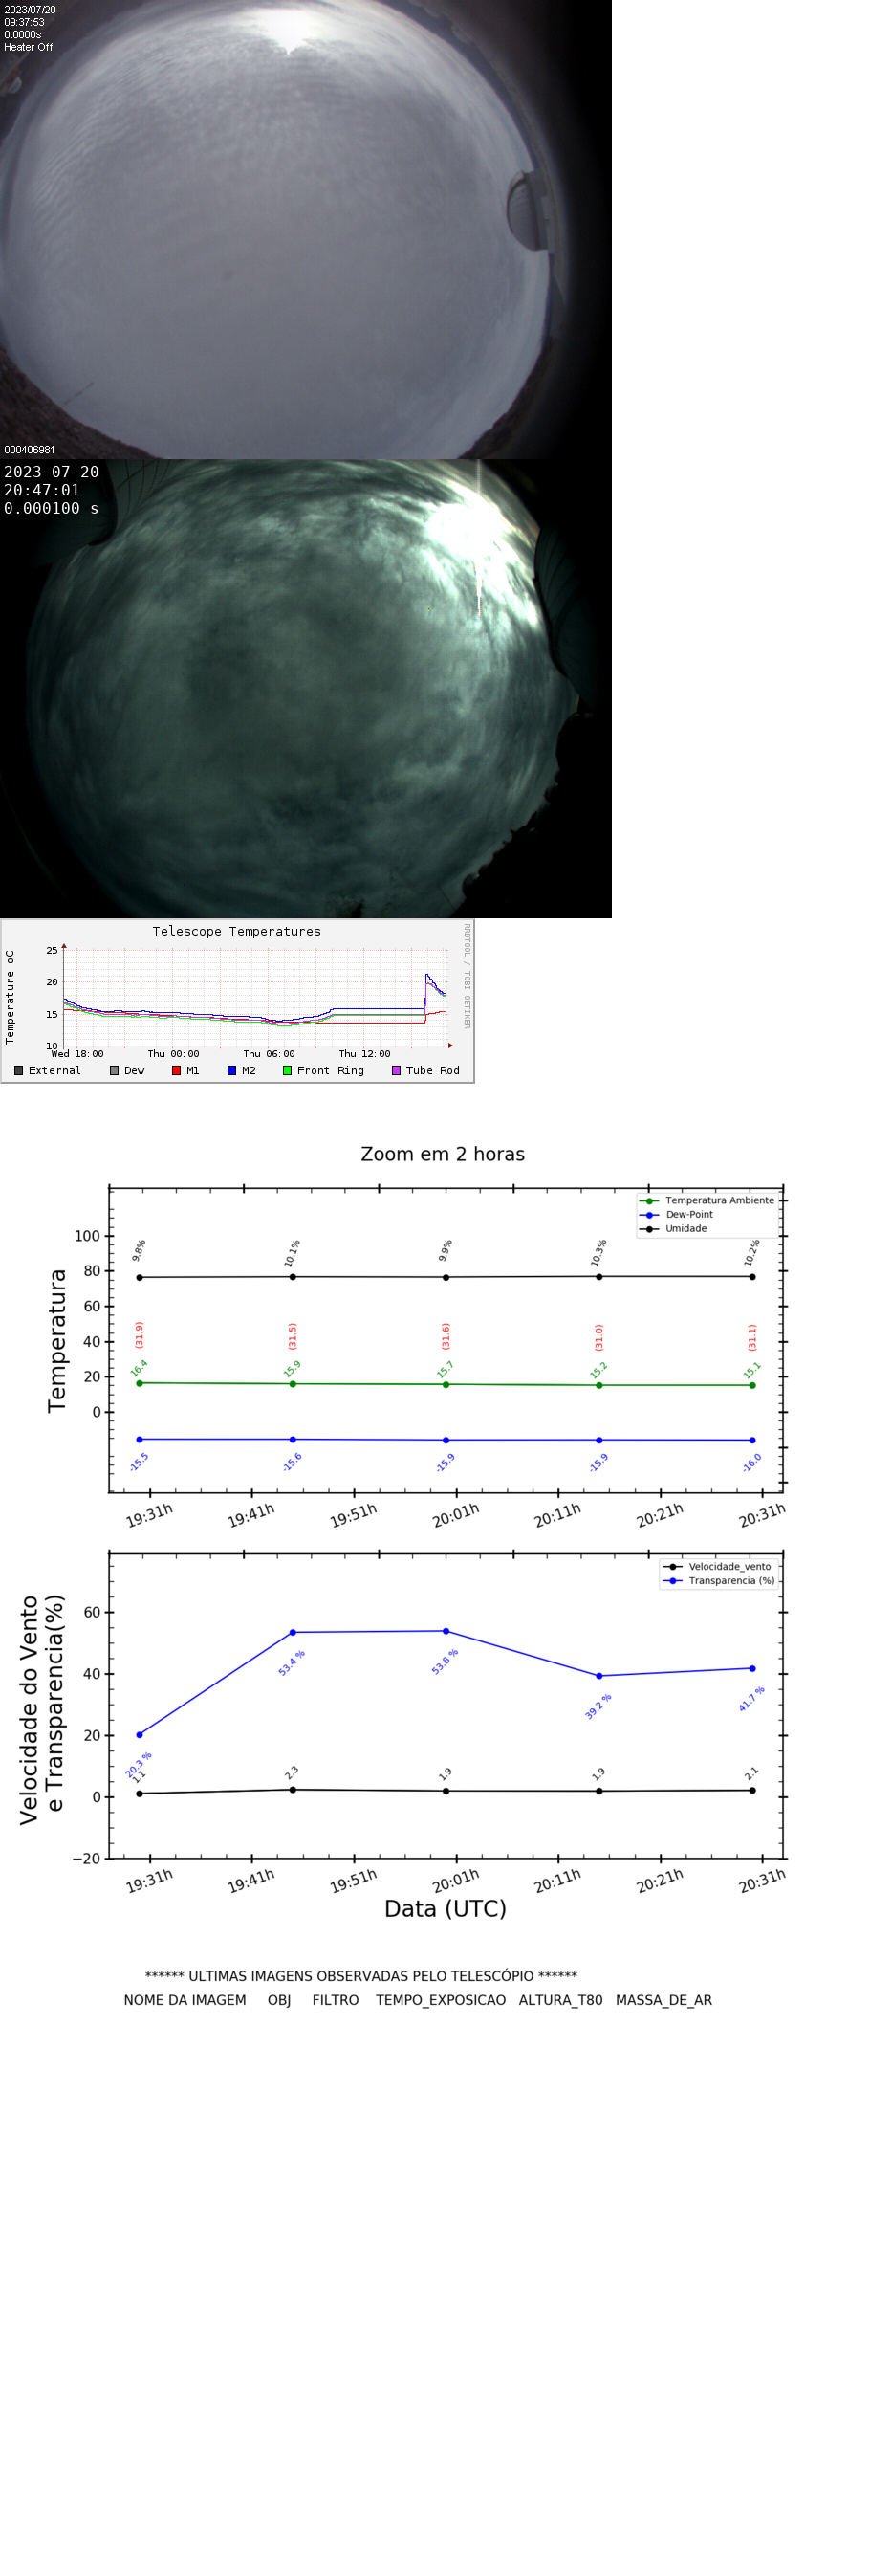 2023/07/20
09:37:53
0.0000s
Heater Off
000406981
2023-07-20
20:47:01
0.000100 s
Telescope Temperatures
RRDTOOL / TOBI OETIKER
Temperature oC
25
20
15
10
Wed 18:00 Thu 00:00 Thu 06:00 Thu 12:00
External Dew M1 M2 Front Ring Tube Rod
Zoom em 2 horas
Temperatura Ambiente
Dew-Point
Umidade
Temperatura
100
80
60
40
20
0
9.8% 10.1% 9.9% 10.3% 10.2%
(31.9) (31.5) (31.6) (31.0) (31.1)
16.4 15.9 15.7 15.2 15.1
-15.5 -15.6 -15.9 -15.9 -16.0
19:31h 19:41h 19:51h 20:01h 20:11h 20:21h 20:31h
Velocidade_vento
Transparencia (%)
Velocidade do Vento
e Transparencia(%)
60
40
20
0
−20
20.3 % 53.4 % 53.8 % 39.2 % 41.7 %
1.1 2.3 1.9 1.9 2.1
19:31h 19:41h 19:51h 20:01h 20:11h 20:21h 20:31h
Data (UTC)
****** ULTIMAS IMAGENS OBSERVADAS PELO TELESCÓPIO ******
NOME DA IMAGEM OBJ FILTRO TEMPO_EXPOSICAO ALTURA_T80 MASSA_DE_AR